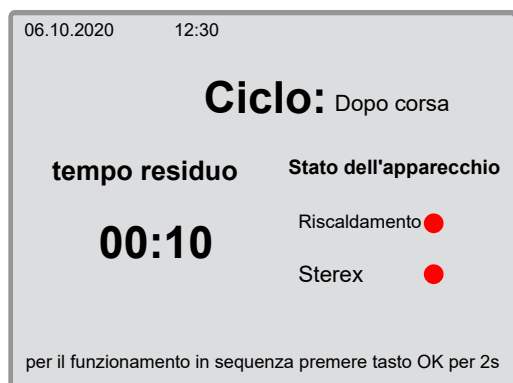 06.10.2020 12:30
Ciclo: Dopo corsa
tempo residuo
00:10
Stato dell'apparecchio
Riscaldamento
Sterex
per il funzionamento in sequenza premere tasto OK per 2s